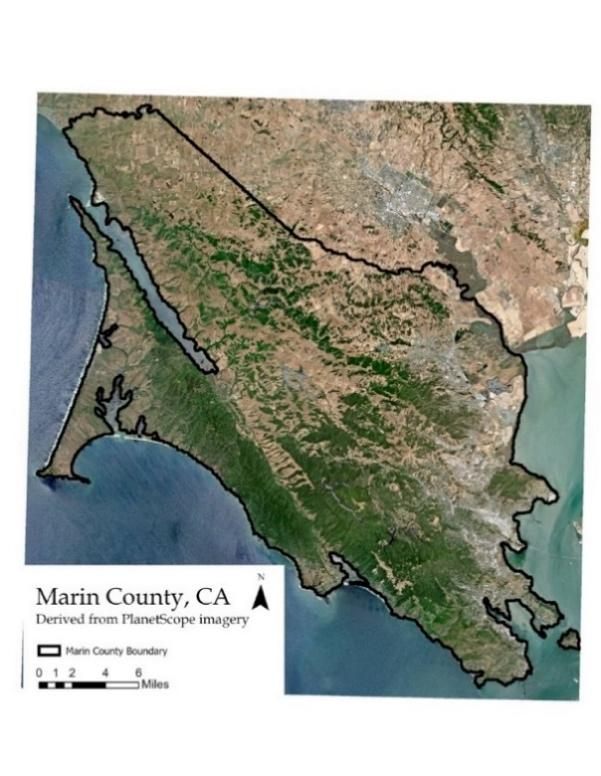 N
Marin County, CA
Derived from PlanetScope imagery
Marin County Boundary
0 1 2 4 6
Miles